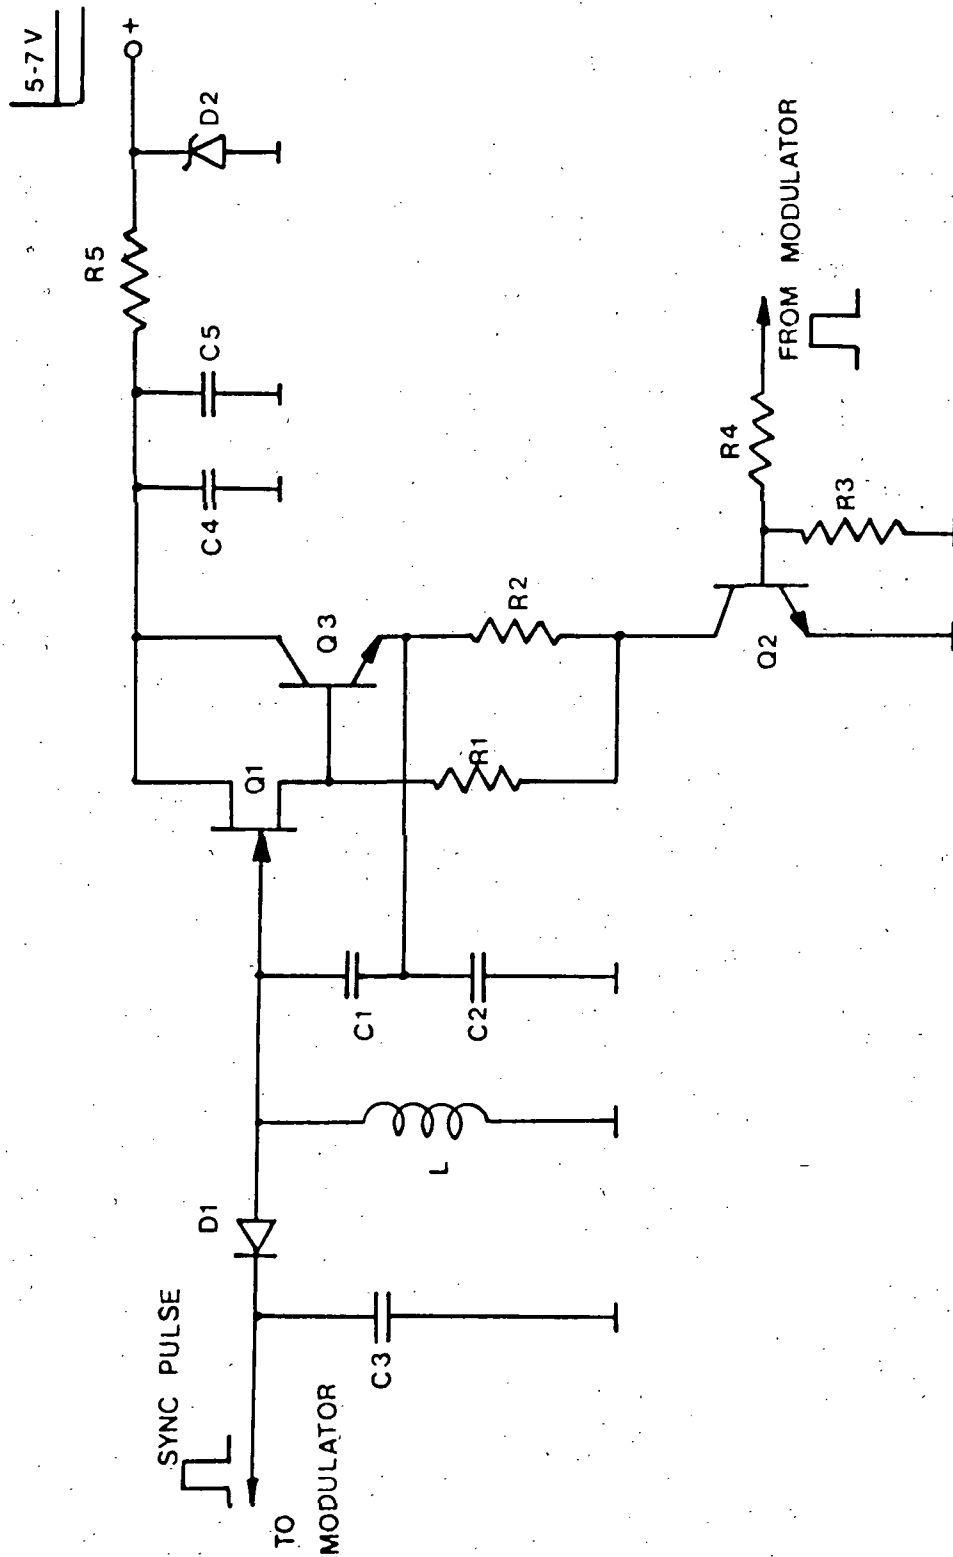 SYNC PULSE
TO
MODULATOR
D1
C3
L
C1
C2
Q1
R1
Q3
R2
Q2
C4
C5
R5
D2
5-7 V
+
R4
R3
FROM MODULATOR